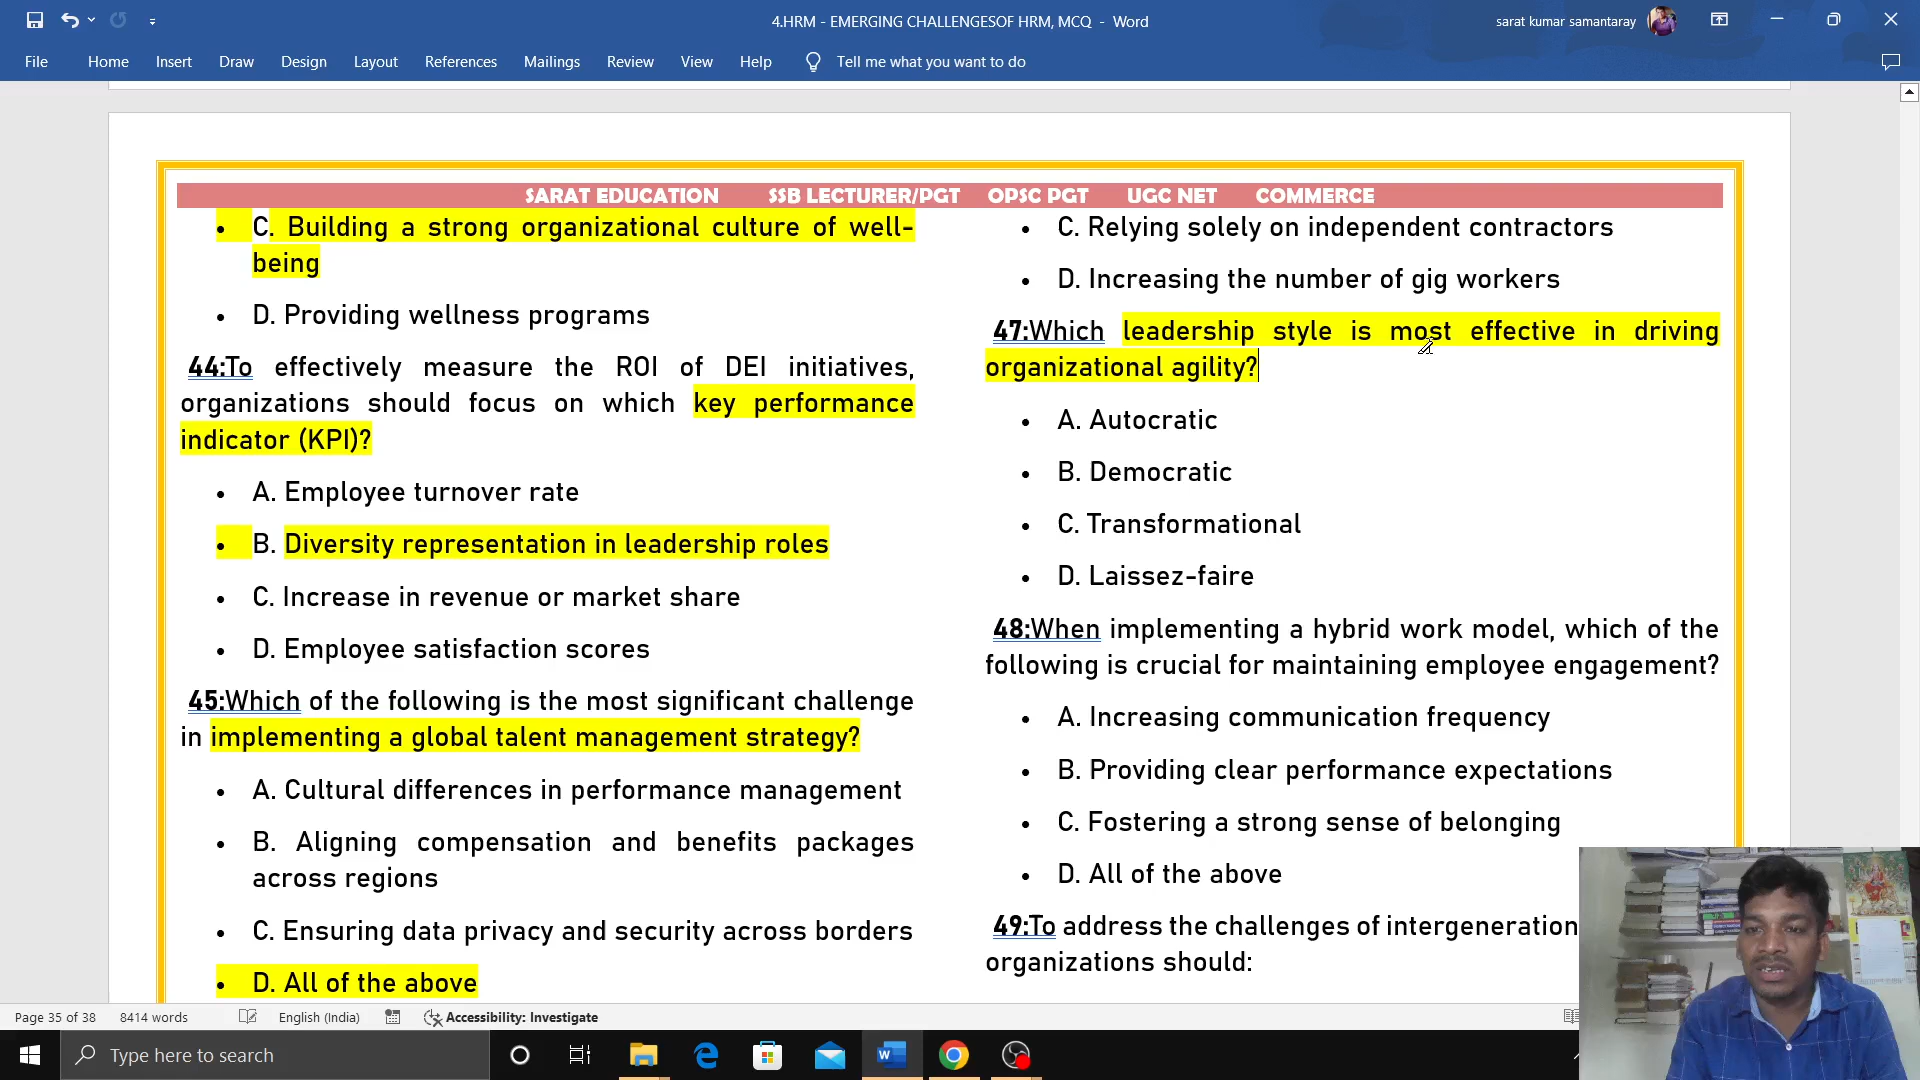 4.HRM - EMERGING CHALLENGESOF HRM, MCQ - Word
sarat kumar samantaray
File Home Insert Draw Design Layout References Mailings Review View Help Tell me what you want to do
SARAT EDUCATION SSB LECTURER/PGT OPSC PGT UGC NET COMMERCE
• C. Building a strong organizational culture of well-
being
• D. Providing wellness programs
44:To effectively measure the ROI of DEI initiatives,
organizations should focus on which key performance
indicator (KPI)?
• A. Employee turnover rate
• B. Diversity representation in leadership roles
• C. Increase in revenue or market share
• D. Employee satisfaction scores
45:Which of the following is the most significant challenge
in implementing a global talent management strategy?
• A. Cultural differences in performance management
• B. Aligning compensation and benefits packages
across regions
• C. Ensuring data privacy and security across borders
• D. All of the above
• C. Relying solely on independent contractors
• D. Increasing the number of gig workers
47:Which leadership style is most effective in driving
organizational agility?
• A. Autocratic
• B. Democratic
• C. Transformational
• D. Laissez-faire
48:When implementing a hybrid work model, which of the
following is crucial for maintaining employee engagement?
• A. Increasing communication frequency
• B. Providing clear performance expectations
• C. Fostering a strong sense of belonging
• D. All of the above
49:To address the challenges of intergeneration
organizations should:
Page 35 of 38 8414 words English (India) Accessibility: Investigate
Type here to search